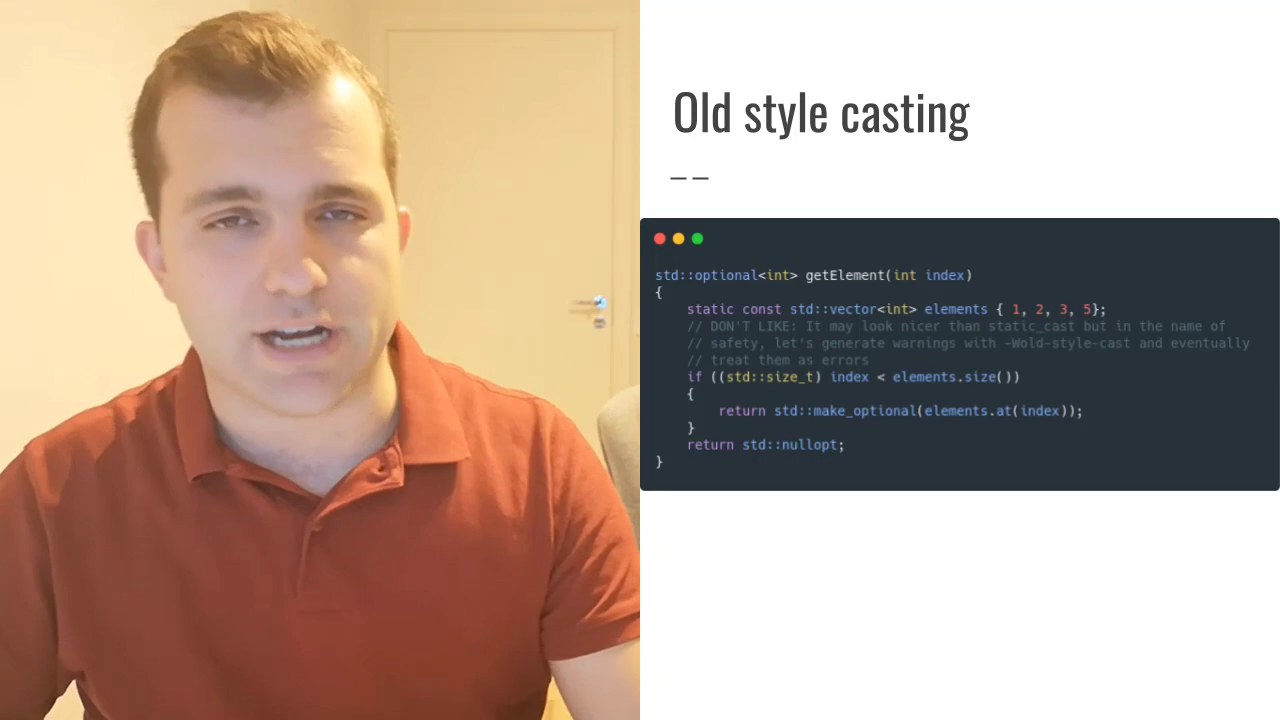 Old style casting
std::optional<int> getElement(int index)
{
    static const std::vector<int> elements { 1, 2, 3, 5};
    // DON'T LIKE: It may look nicer than static_cast but in the name of
    // safety, let's generate warnings with -Wold-style-cast and eventually
    // treat them as errors
    if ((std::size_t) index < elements.size())
    {
        return std::make_optional(elements.at(index));
    }
    return std::nullopt;
}